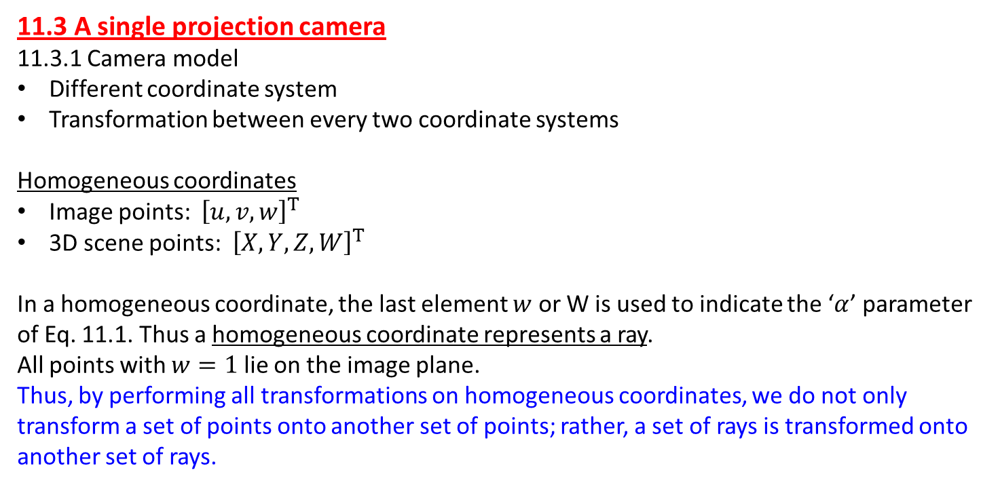 11.3 A single projection camera
11.3.1 Camera model
• Different coordinate system
• Transformation between every two coordinate systems
Homogeneous coordinates
• Image points: [u, v, w]ᵀ
• 3D scene points: [X, Y, Z, W]ᵀ
In a homogeneous coordinate, the last element w or W is used to indicate the ‘α’ parameter
of Eq. 11.1. Thus a homogeneous coordinate represents a ray.
All points with w = 1 lie on the image plane.
Thus, by performing all transformations on homogeneous coordinates, we do not only
transform a set of points onto another set of points; rather, a set of rays is transformed onto
another set of rays.